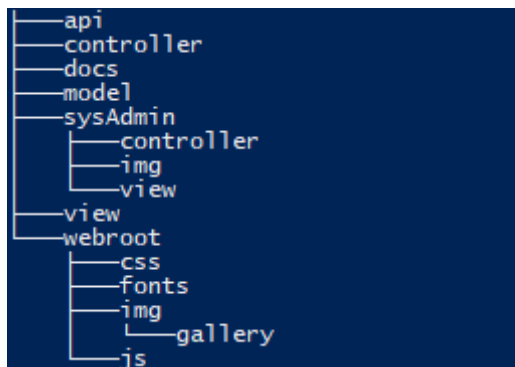 api
controller
docs
model
sysAdmin
controller
img
view
view
webroot
css
fonts
img
gallery
js